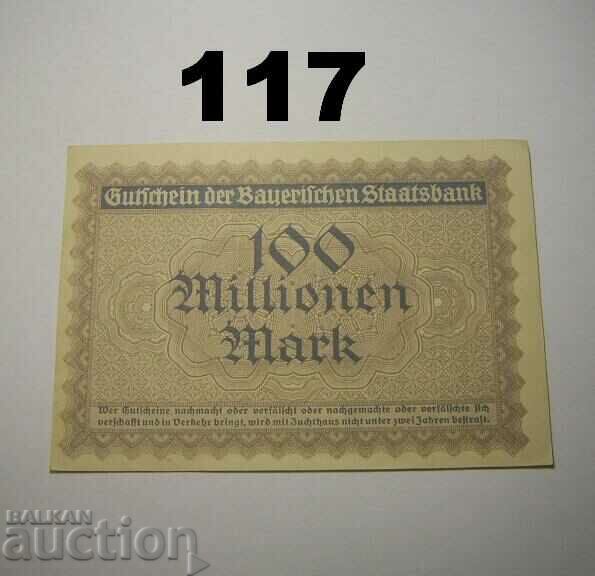 117
Gutschein der Bayerischen Staatsbank
100
Millionen
Mark
Wer Gutscheine nachmacht oder verfälscht oder nachgemachte oder verfälschte sich
verschafft und in Verkehr bringt, wird mit Zuchthaus nicht unter zwei Jahren bestraft.
BALKAN
auction